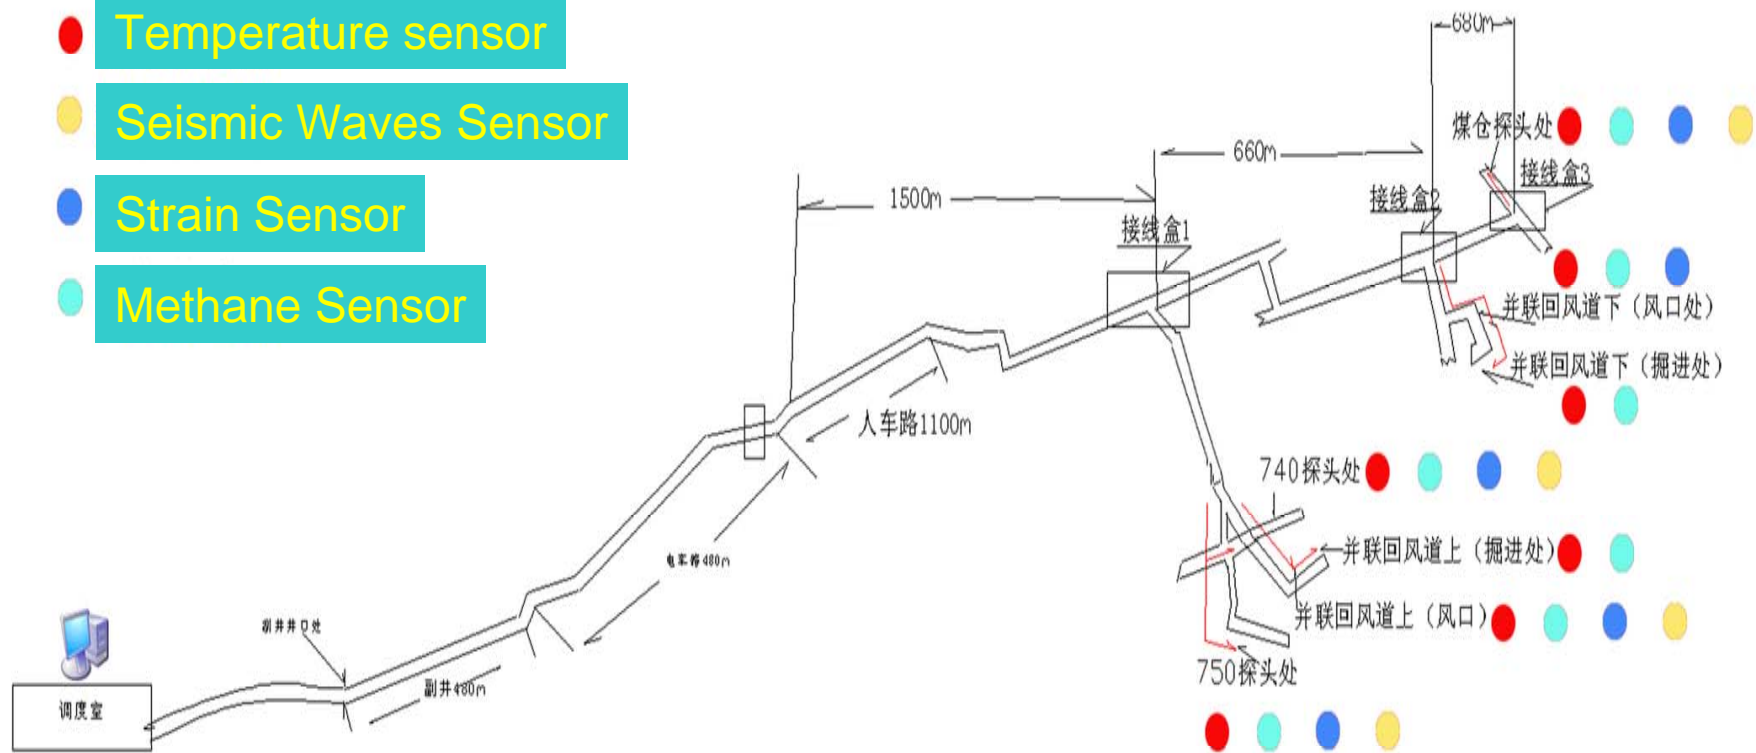 Temperature sensor
Seismic Waves Sensor
Strain Sensor
Methane Sensor
680m
煤仓探头处
660m
接线盒3
1500m
接线盒2
接线盒1
并联回风道下（风口处）
并联回风道下（掘进处）
人车路1100m
740探头处
电车路480m
并联回风道上（掘进处）
并联回风道上（风口）
副井井口处
750探头处
副井480m
调度室